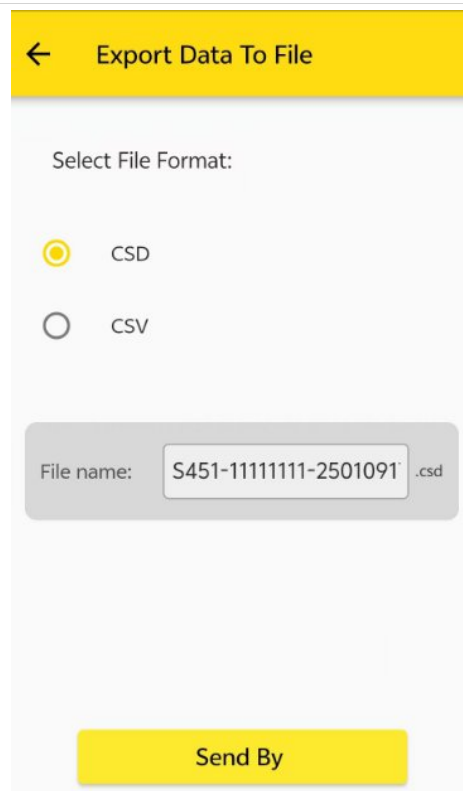 Export Data To File
Select File Format:
CSD
CSV
File name: S451-11111111-2501091 .csd
Send By